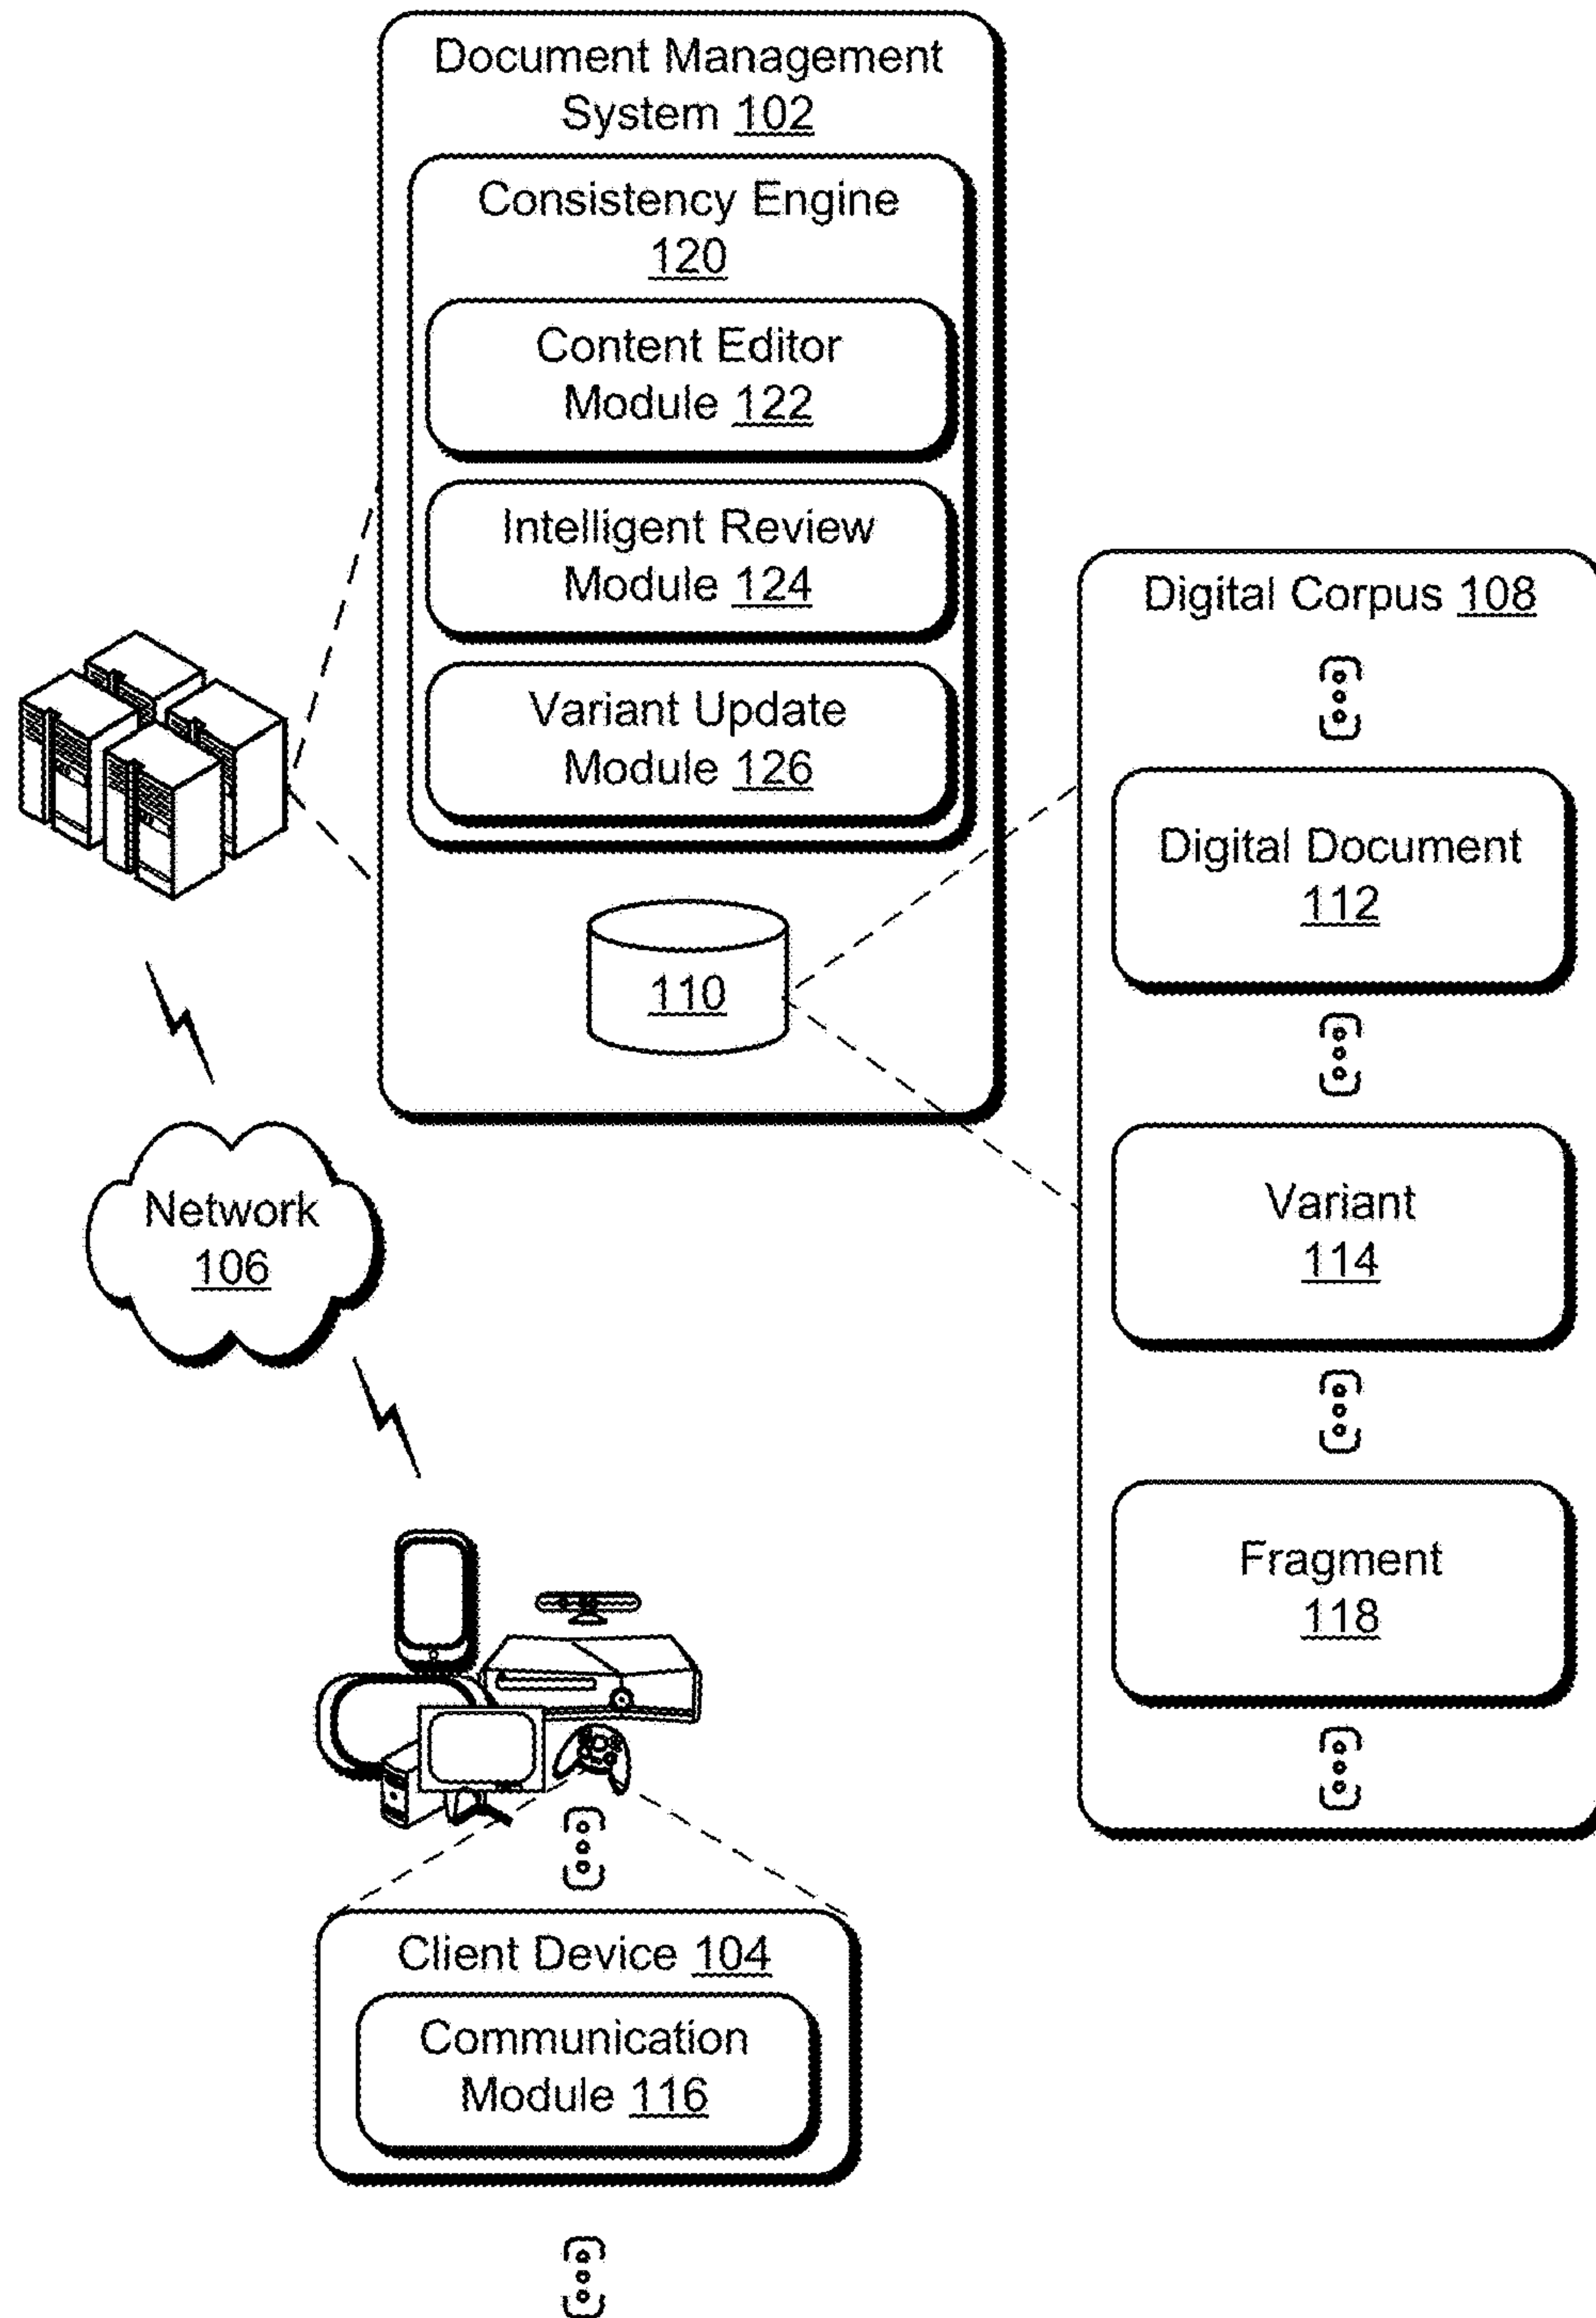 Document Management
System 102
Consistency Engine
120
Content Editor
Module 122
Intelligent Review
Module 124
Variant Update
Module 126
110
Digital Corpus 108
Digital Document
112
Variant
114
Fragment
118
Network
106
Client Device 104
Communication
Module 116